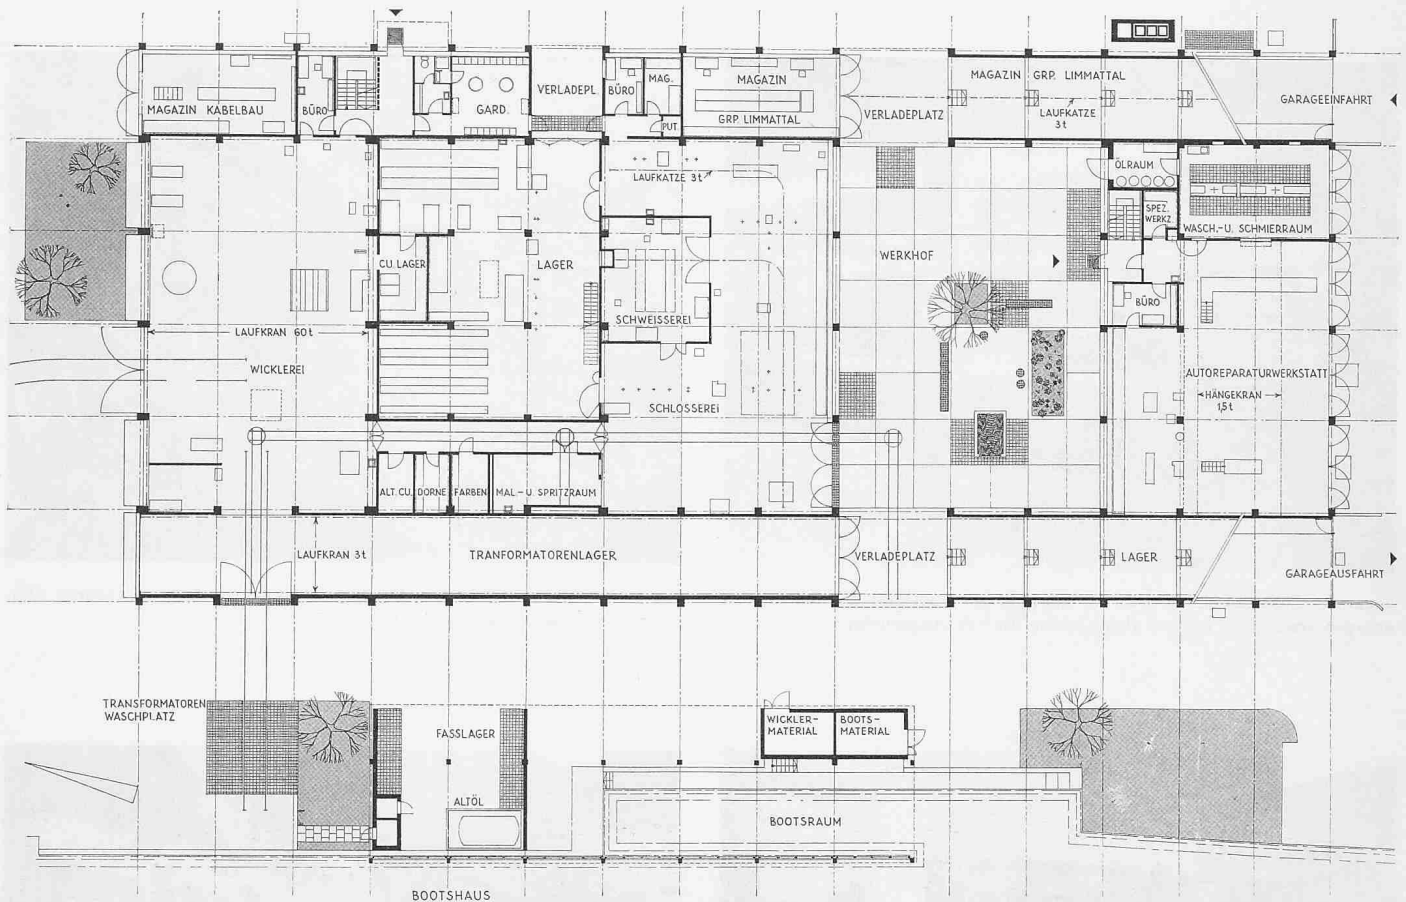 MAGAZIN KABELBAU
BÜRO
GARD.
VERLADEPL.
BÜRO
MAG.
PUT.
MAGAZIN
GRP. LIMMATTAL
VERLADEPLATZ
MAGAZIN GRP. LIMMATTAL
LAUFKATZE
3t
GARAGEEINFAHRT
LAUFKATZE 3t
ÖLRAUM
SPEZ.
WERKZ.
WASCH.- U. SCHMIERRAUM
CU. LAGER
LAGER
WERKHOF
BÜRO
SCHWEISSEREI
LAUFKRAN 60t
WICKLEREI
AUTOREPARATURWERKSTATT
HÄNGEKRAN
1,5t
SCHLOSSEREI
ALT. CU.
DORNE
FARBEN
MAL- U. SPRITZRAUM
LAUFKRAN 3t
TRANFORMATORENLAGER
VERLADEPLATZ
LAGER
GARAGEAUSFAHRT
TRANSFORMATOREN
WASCHPLATZ
FASSLAGER
WICKLER-
MATERIAL
BOOTS-
MATERIAL
ALTÖL
BOOTSRAUM
BOOTSHAUS